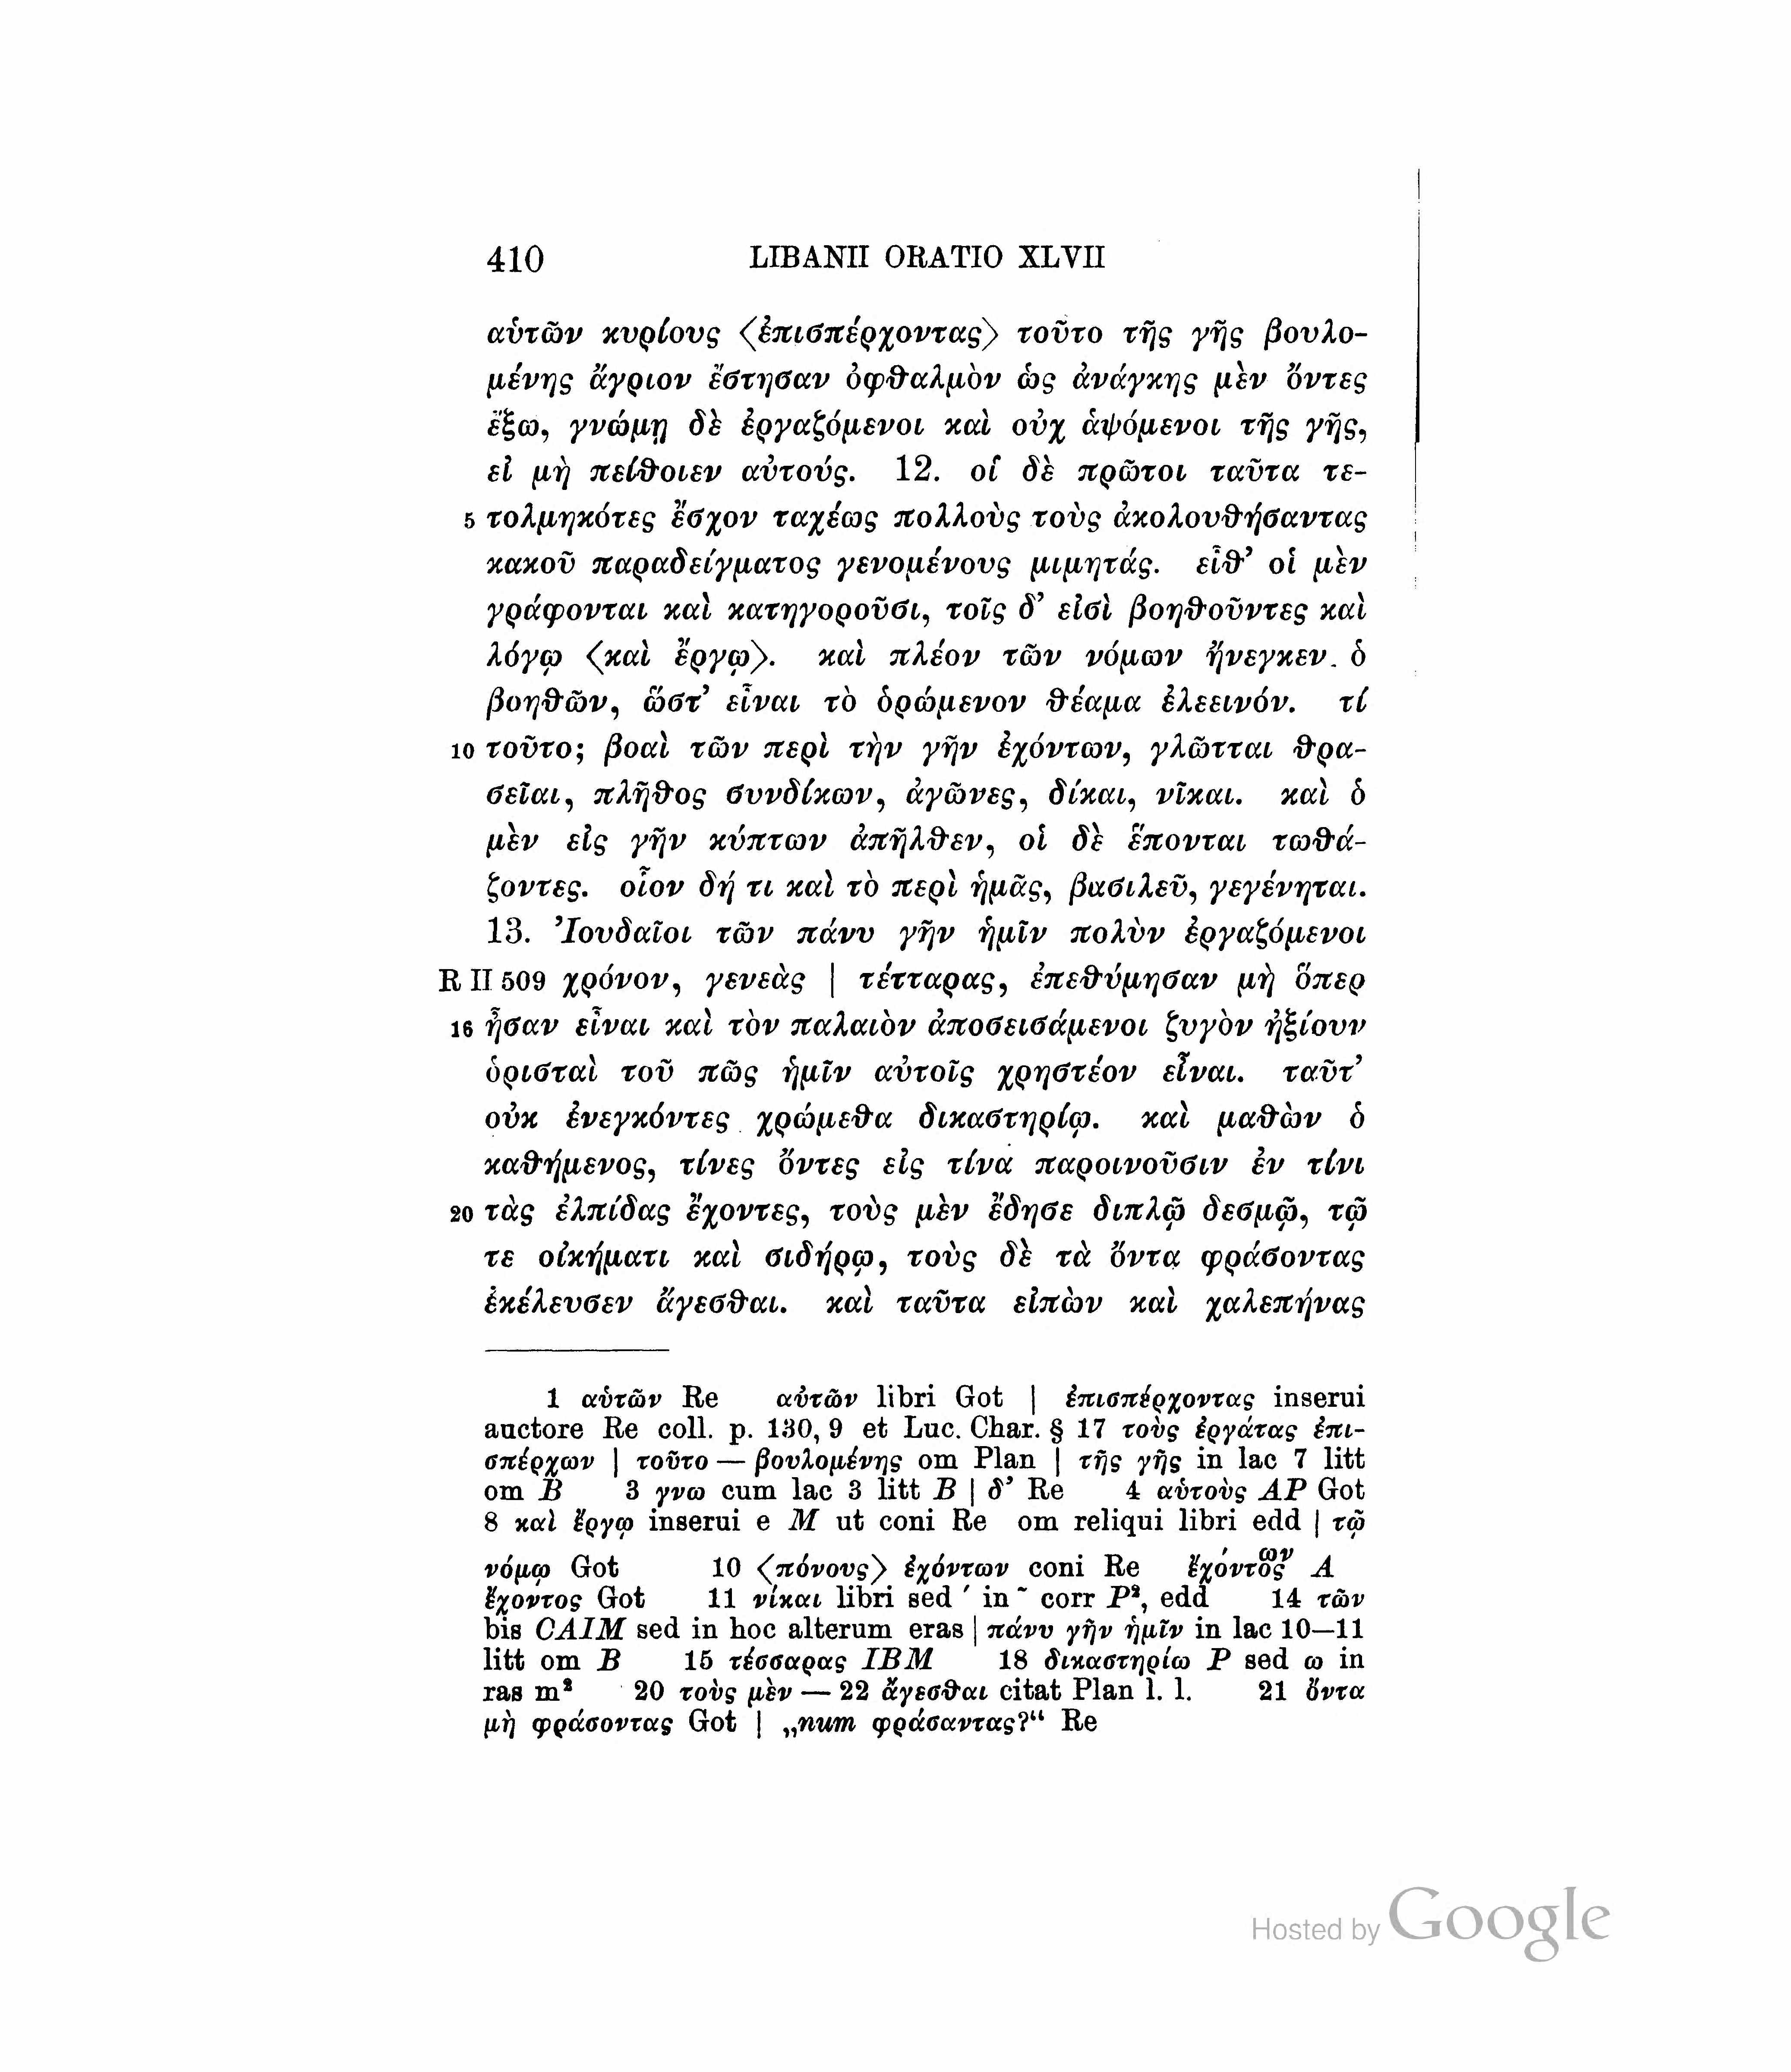 410 LIBANII ORATIO XLVII
αὑτῶν κυρίους ⟨ἐπισπέρχοντας⟩ τοῦτο τῆς γῆς βουλο-
μένης ἄγριον ἔστησαν ὀφϑαλμὸν ὡς ἀνάγκης μὲν ὄντες
ἔξω, γνώμῃ δὲ ἐργαζόμενοι καὶ οὐχ ἁψόμενοι τῆς γῆς,
εἰ μὴ πείϑοιεν αὐτούς. 12. οἱ δὲ πρῶτοι ταῦτα τε-
5 τολμηκότες ἔσχον ταχέως πολλοὺς τοὺς ἀκολουϑήσαντας
κακοῦ παραδείγματος γενομένους μιμητάς. εἶϑ’ οἱ μὲν
γράφονται καὶ κατηγοροῦσι, τοῖς δ’ εἰσὶ βοηϑοῦντες καὶ
λόγῳ ⟨καὶ ἔργῳ⟩. καὶ πλέον τῶν νόμων ἤνεγκεν ὁ
βοηϑῶν, ὥστ’ εἶναι τὸ ὁρώμενον ϑέαμα ἐλεεινόν. τί
10 τοῦτο; βοαὶ τῶν περὶ τὴν γῆν ἐχόντων, γλῶτται ϑρα-
σεῖαι, πλῆϑος συνδίκων, ἀγῶνες, δίκαι, νῖκαι. καὶ ὁ
μὲν εἰς γῆν κύπτων ἀπῆλϑεν, οἱ δὲ ἕπονται τωϑά-
ζοντες. οἷον δή τι καὶ τὸ περὶ ἡμᾶς, βασιλεῦ, γεγένηται.
13. Ἰουδαῖοι τῶν πάνυ γῆν ἡμῖν πολὺν ἐργαζόμενοι
R II 509 χρόνον, γενεὰς | τέτταρας, ἐπεϑύμησαν μὴ ὅπερ
16 ἦσαν εἶναι καὶ τὸν παλαιὸν ἀποσεισάμενοι ζυγὸν ἠξίουν
ὁρισταὶ τοῦ πῶς ἡμῖν αὐτοῖς χρηστέον εἶναι. ταῦτ’
οὐκ ἐνεγκόντες χρώμεϑα δικαστηρίῳ. καὶ μαϑὼν ὁ
καϑήμενος, τίνες ὄντες εἰς τίνα παροινοῦσιν ἐν τίνι
20 τὰς ἐλπίδας ἔχοντες, τοὺς μὲν ἔδησε διπλῷ δεσμῷ, τῷ
τε οἰκήματι καὶ σιδήρῳ, τοὺς δὲ τὰ ὄντα φράσοντας
ἐκέλευσεν ἄγεσϑαι. καὶ ταῦτα εἰπὼν καὶ χαλεπήνας
1 αὑτῶν Re αὐτῶν libri Got | ἐπισπέρχοντας inserui
auctore Re coll. p. 130, 9 et Luc. Char. § 17 τοὺς ἐργάτας ἐπι-
σπέρχων | τοῦτο — βουλομένης om Plan | τῆς γῆς in lac 7 litt
om B 3 γνω cum lac 3 litt B | δ’ Re 4 αὑτοὺς AP Got
8 καὶ ἔργῳ inserui e M ut coni Re om reliqui libri edd | τῷ
νόμῳ Got 10 ⟨πόνους⟩ ἐχόντων coni Re ἔχόντος ων A
ἔχοντος Got 11 νίκαι libri sed ´ in ῀ corr P², edd 14 τῶν
bis CAIM sed in hoc alterum eras | πάνυ γῆν ἡμῖν in lac 10—11
litt om B 15 τέσσαρας IBM 18 δικαστηρίω P sed ω in
ras m² 20 τοὺς μὲν — 22 ἄγεσϑαι citat Plan l. l. 21 ὄντα
μὴ φράσοντας Got | „num φράσαντας?“ Re
Hosted by Google